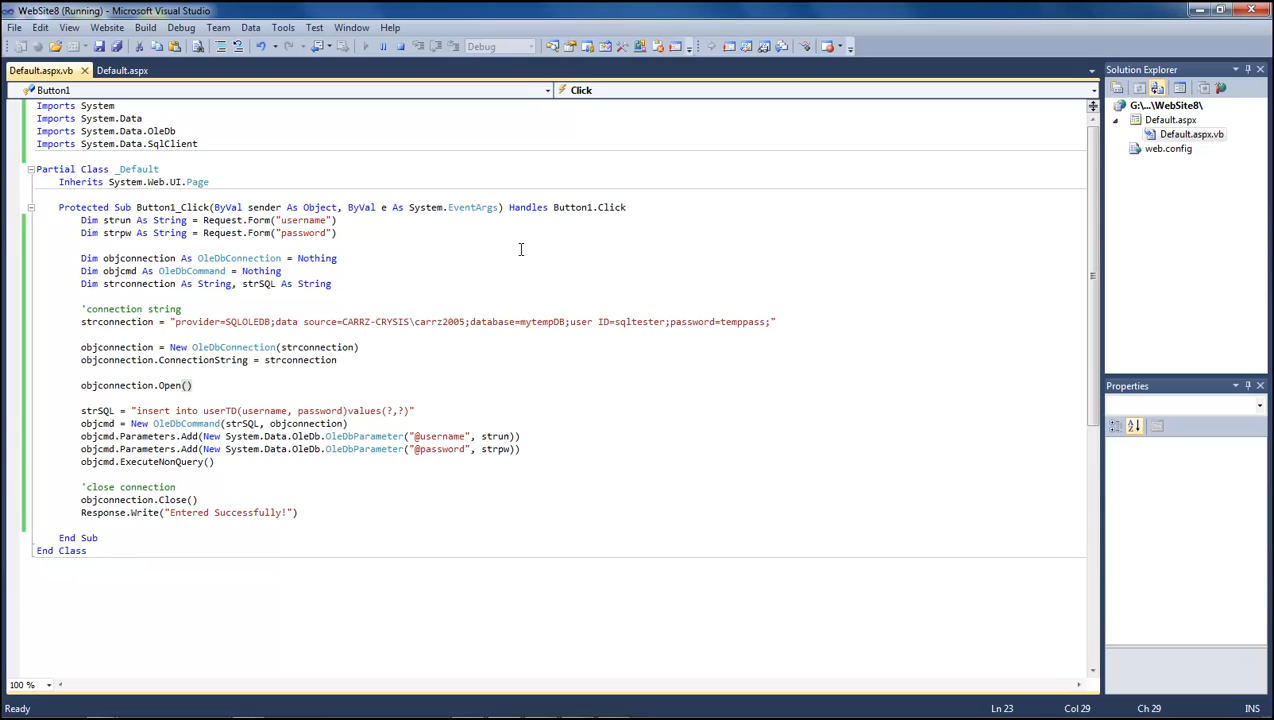 WebSite8 (Running) - Microsoft Visual Studio
File Edit View Website Build Debug Team Data Tools Test Window Help
Debug
Default.aspx.vb Default.aspx
Button1 Click
Imports System
Imports System.Data
Imports System.Data.OleDb
Imports System.Data.SqlClient
Partial Class _Default
Inherits System.Web.UI.Page
Protected Sub Button1_Click(ByVal sender As Object, ByVal e As System.EventArgs) Handles Button1.Click
Dim strun As String = Request.Form("username")
Dim strpw As String = Request.Form("password")
Dim objconnection As OleDbConnection = Nothing
Dim objcmd As OleDbCommand = Nothing
Dim strconnection As String, strSQL As String
'connection string
strconnection = "provider=SQLOLEDB;data source=CARRZ-CRYSIS\carrz2005;database=mytempDB;user ID=sqltester;password=temppass;"
objconnection = New OleDbConnection(strconnection)
objconnection.ConnectionString = strconnection
objconnection.Open()
strSQL = "insert into userTD(username, password)values(?,?)"
objcmd = New OleDbCommand(strSQL, objconnection)
objcmd.Parameters.Add(New System.Data.OleDb.OleDbParameter("@username", strun))
objcmd.Parameters.Add(New System.Data.OleDb.OleDbParameter("@password", strpw))
objcmd.ExecuteNonQuery()
'close connection
objconnection.Close()
Response.Write("Entered Successfully!")
End Sub
End Class
100 %
Solution Explorer
G:\...\WebSite8\
Default.aspx
Default.aspx.vb
web.config
Properties
Ready Ln 23 Col 29 Ch 29 INS